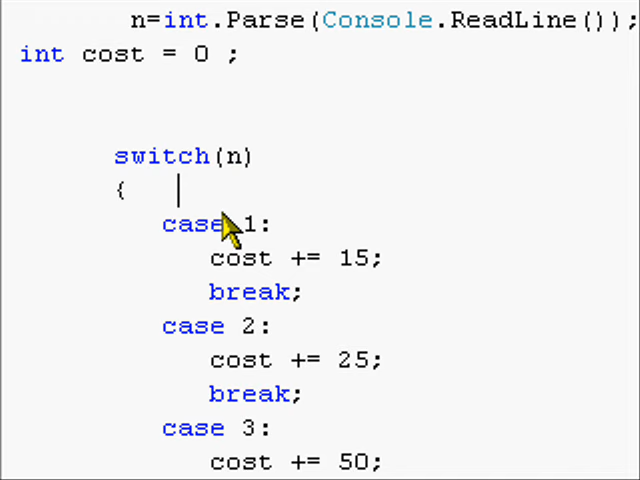 n=int.Parse(Console.ReadLine());
int cost = 0 ;
switch(n)
{
case 1:
cost += 15;
break;
case 2:
cost += 25;
break;
case 3:
cost += 50;